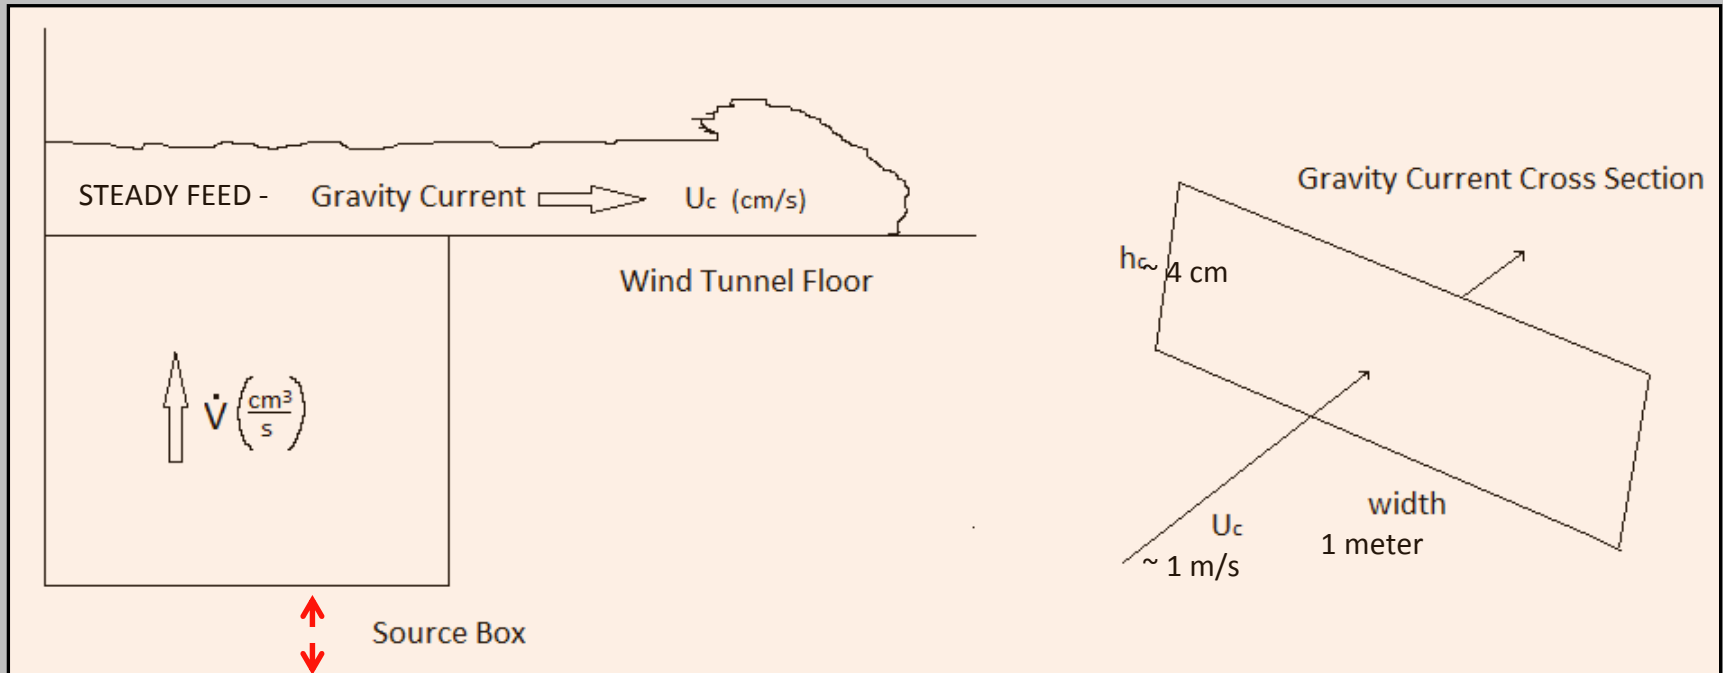 STEADY FEED - Gravity Current Uc (cm/s)
Wind Tunnel Floor
V̇ (cm³/s)
Source Box
Gravity Current Cross Section
hc ~ 4 cm
width
1 meter
Uc
~ 1 m/s